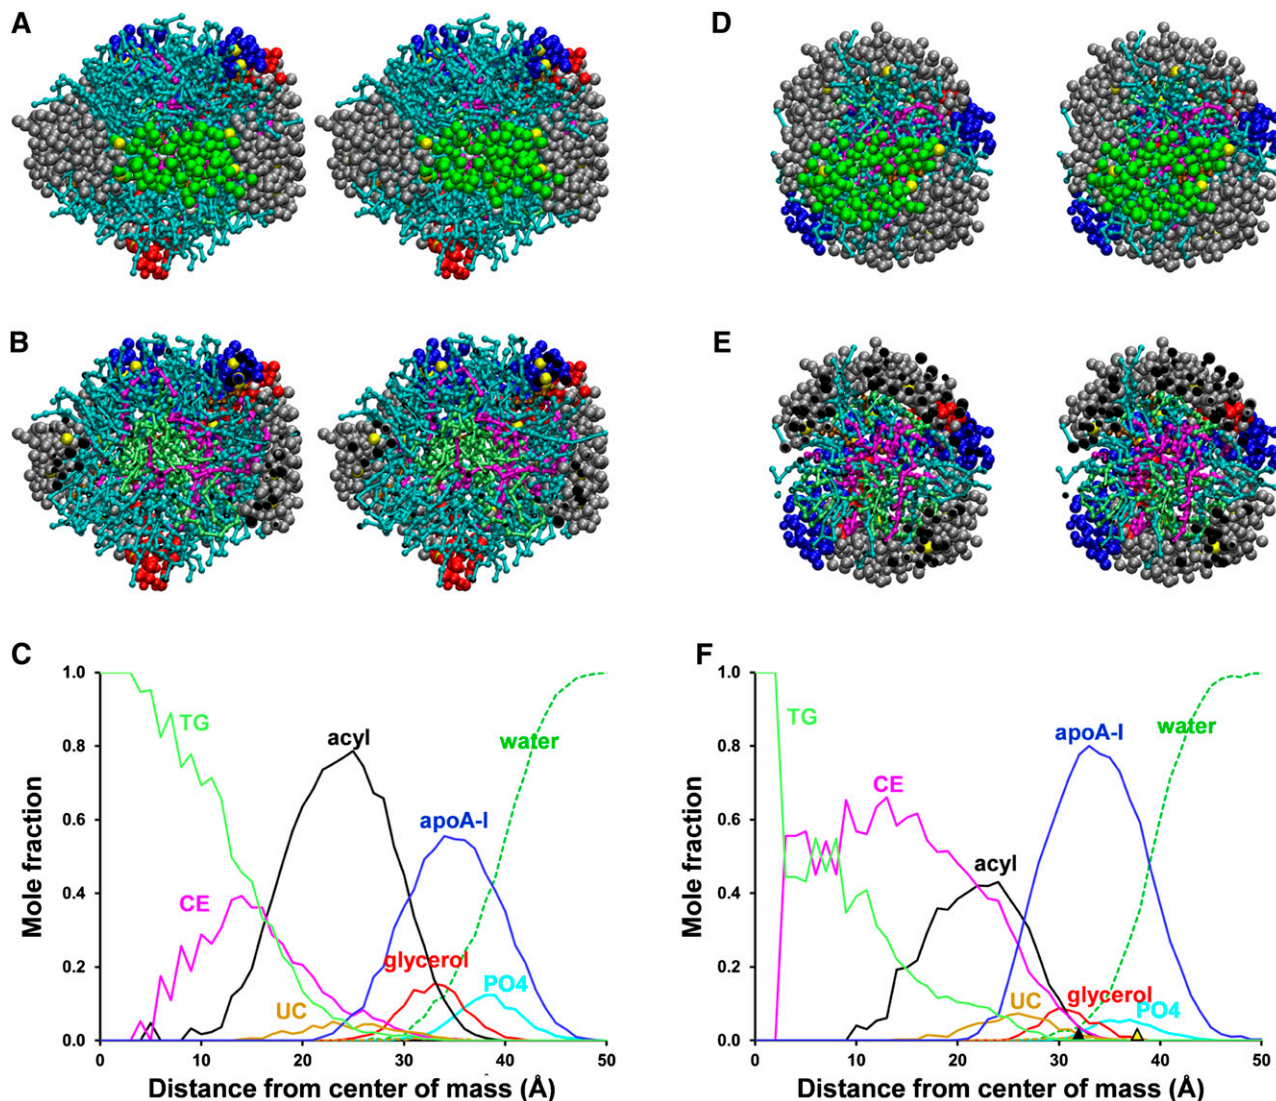 A
D
B
E
C
1.0
0.8
0.6
0.4
0.2
0.0
Mole fraction
TG
acyl
water
apoA-I
CE
glycerol
PO4
UC
0
10
20
30
40
50
Distance from center of mass (Å)
F
1.0
0.8
0.6
0.4
0.2
0.0
Mole fraction
TG
apoA-I
water
CE
acyl
UC
glycerol
PO4
0
10
20
30
40
50
Distance from center of mass (Å)